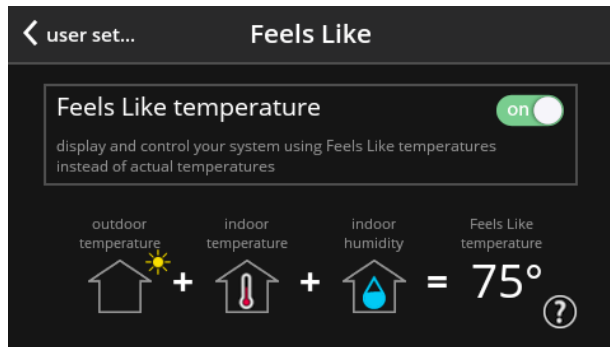 user set...
Feels Like
Feels Like temperature
on
display and control your system using Feels Like temperatures
instead of actual temperatures
outdoor
temperature
indoor
temperature
indoor
humidity
Feels Like
temperature
+ + = 75°
?